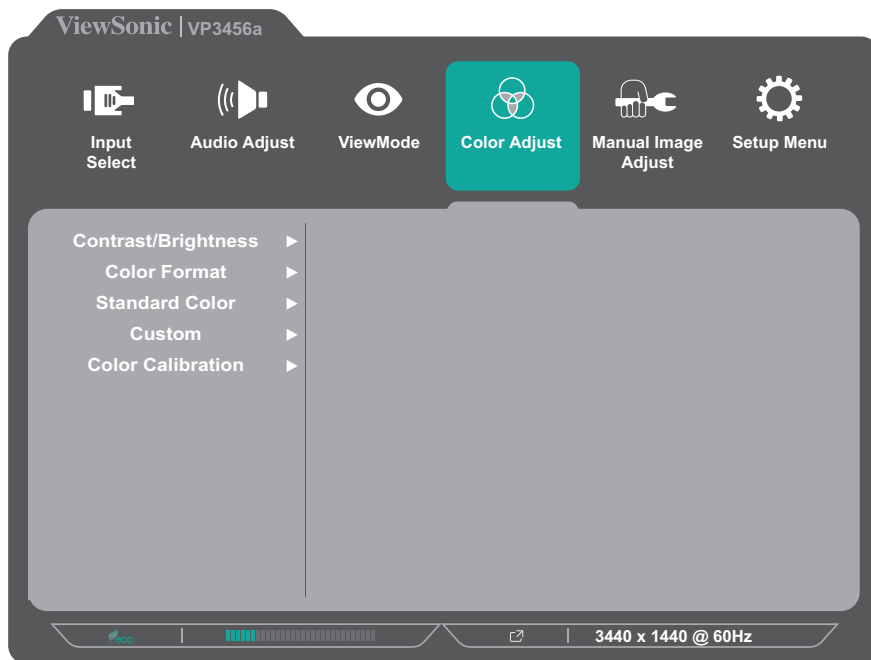 ViewSonic | VP3456a
Input
Select
Audio Adjust
ViewMode
Color Adjust
Manual Image
Adjust
Setup Menu
Contrast/Brightness
Color Format
Standard Color
Custom
Color Calibration
eco
3440 x 1440 @ 60Hz